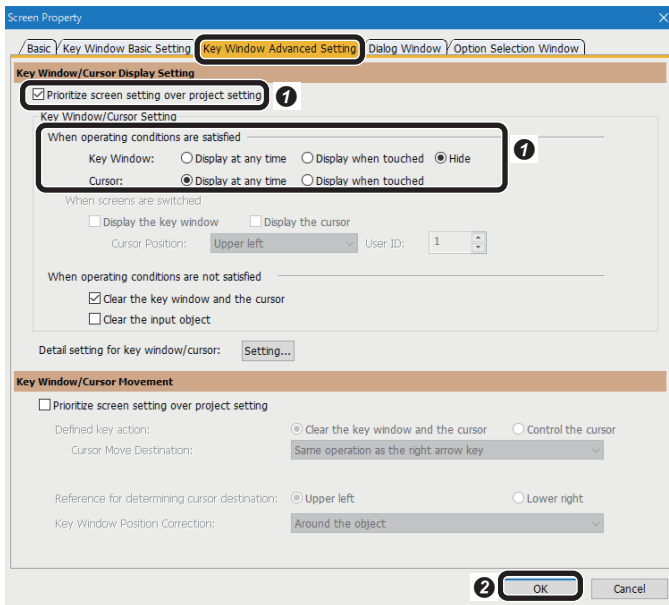 Screen Property
Basic Key Window Basic Setting Key Window Advanced Setting Dialog Window Option Selection Window
Key Window/Cursor Display Setting
Prioritize screen setting over project setting ❶
Key Window/Cursor Setting
When operating conditions are satisfied
Key Window: Display at any time Display when touched Hide ❶
Cursor: Display at any time Display when touched
When screens are switched
Display the key window Display the cursor
Cursor Position: Upper left User ID: 1
When operating conditions are not satisfied
Clear the key window and the cursor
Clear the input object
Detail setting for key window/cursor: Setting...
Key Window/Cursor Movement
Prioritize screen setting over project setting
Defined key action: Clear the key window and the cursor Control the cursor
Cursor Move Destination: Same operation as the right arrow key
Reference for determining cursor destination: Upper left Lower right
Key Window Position Correction: Around the object
❷ OK Cancel